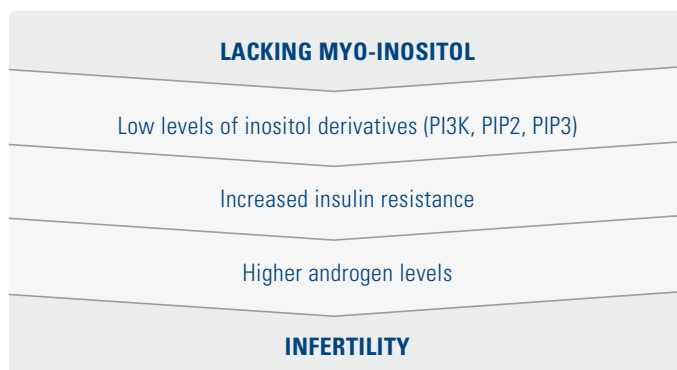 LACKING MYO-INOSITOL
Low levels of inositol derivatives (PI3K, PIP2, PIP3)
Increased insulin resistance
Higher androgen levels
INFERTILITY